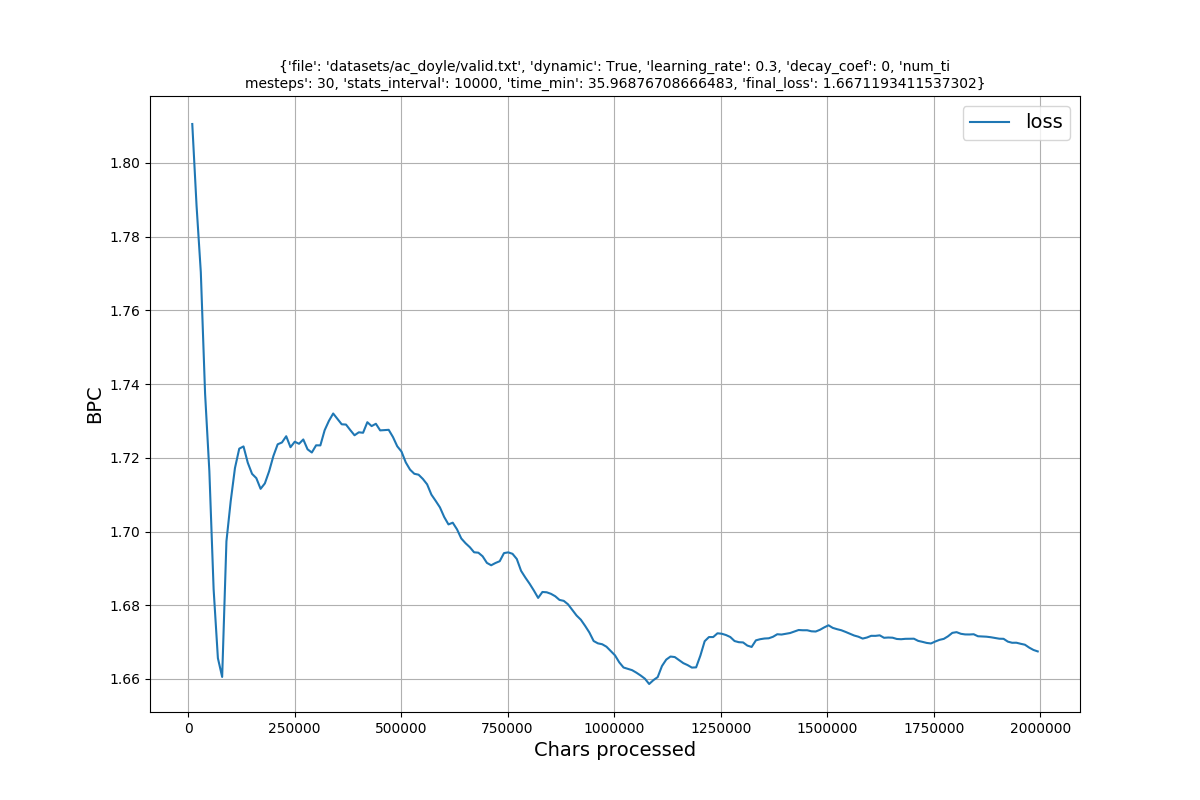 {'file': 'datasets/ac_doyle/valid.txt', 'dynamic': True, 'learning_rate': 0.3, 'decay_coef': 0, 'num_ti
mesteps': 30, 'stats_interval': 10000, 'time_min': 35.96876708666483, 'final_loss': 1.6671193411537302}
loss
1.80
1.78
1.76
1.74
1.72
1.70
1.68
1.66
BPC
0 250000 500000 750000 1000000 1250000 1500000 1750000 2000000
Chars processed